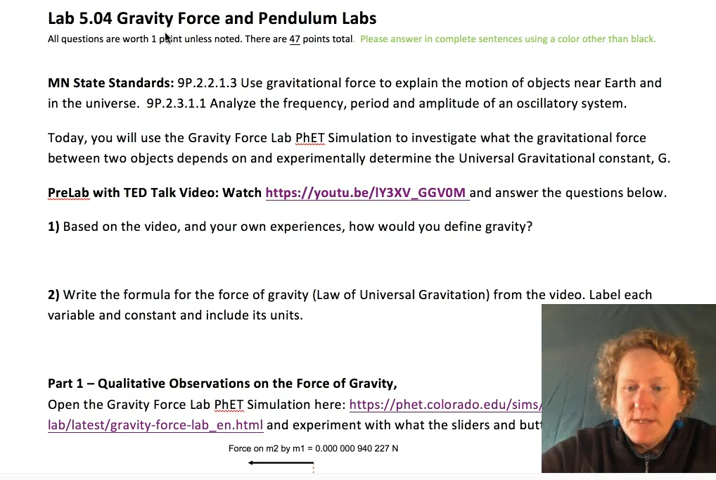 Lab 5.04 Gravity Force and Pendulum Labs
All questions are worth 1 point unless noted. There are 47 points total. Please answer in complete sentences using a color other than black.
MN State Standards: 9P.2.2.1.3 Use gravitational force to explain the motion of objects near Earth and
in the universe. 9P.2.3.1.1 Analyze the frequency, period and amplitude of an oscillatory system.
Today, you will use the Gravity Force Lab PhET Simulation to investigate what the gravitational force
between two objects depends on and experimentally determine the Universal Gravitational constant, G.
PreLab with TED Talk Video: Watch https://youtu.be/lY3XV_GGV0M and answer the questions below.
1) Based on the video, and your own experiences, how would you define gravity?
2) Write the formula for the force of gravity (Law of Universal Gravitation) from the video. Label each
variable and constant and include its units.
Part 1 – Qualitative Observations on the Force of Gravity,
Open the Gravity Force Lab PhET Simulation here: https://phet.colorado.edu/sims/
lab/latest/gravity-force-lab_en.html and experiment with what the sliders and but
Force on m2 by m1 = 0.000 000 940 227 N